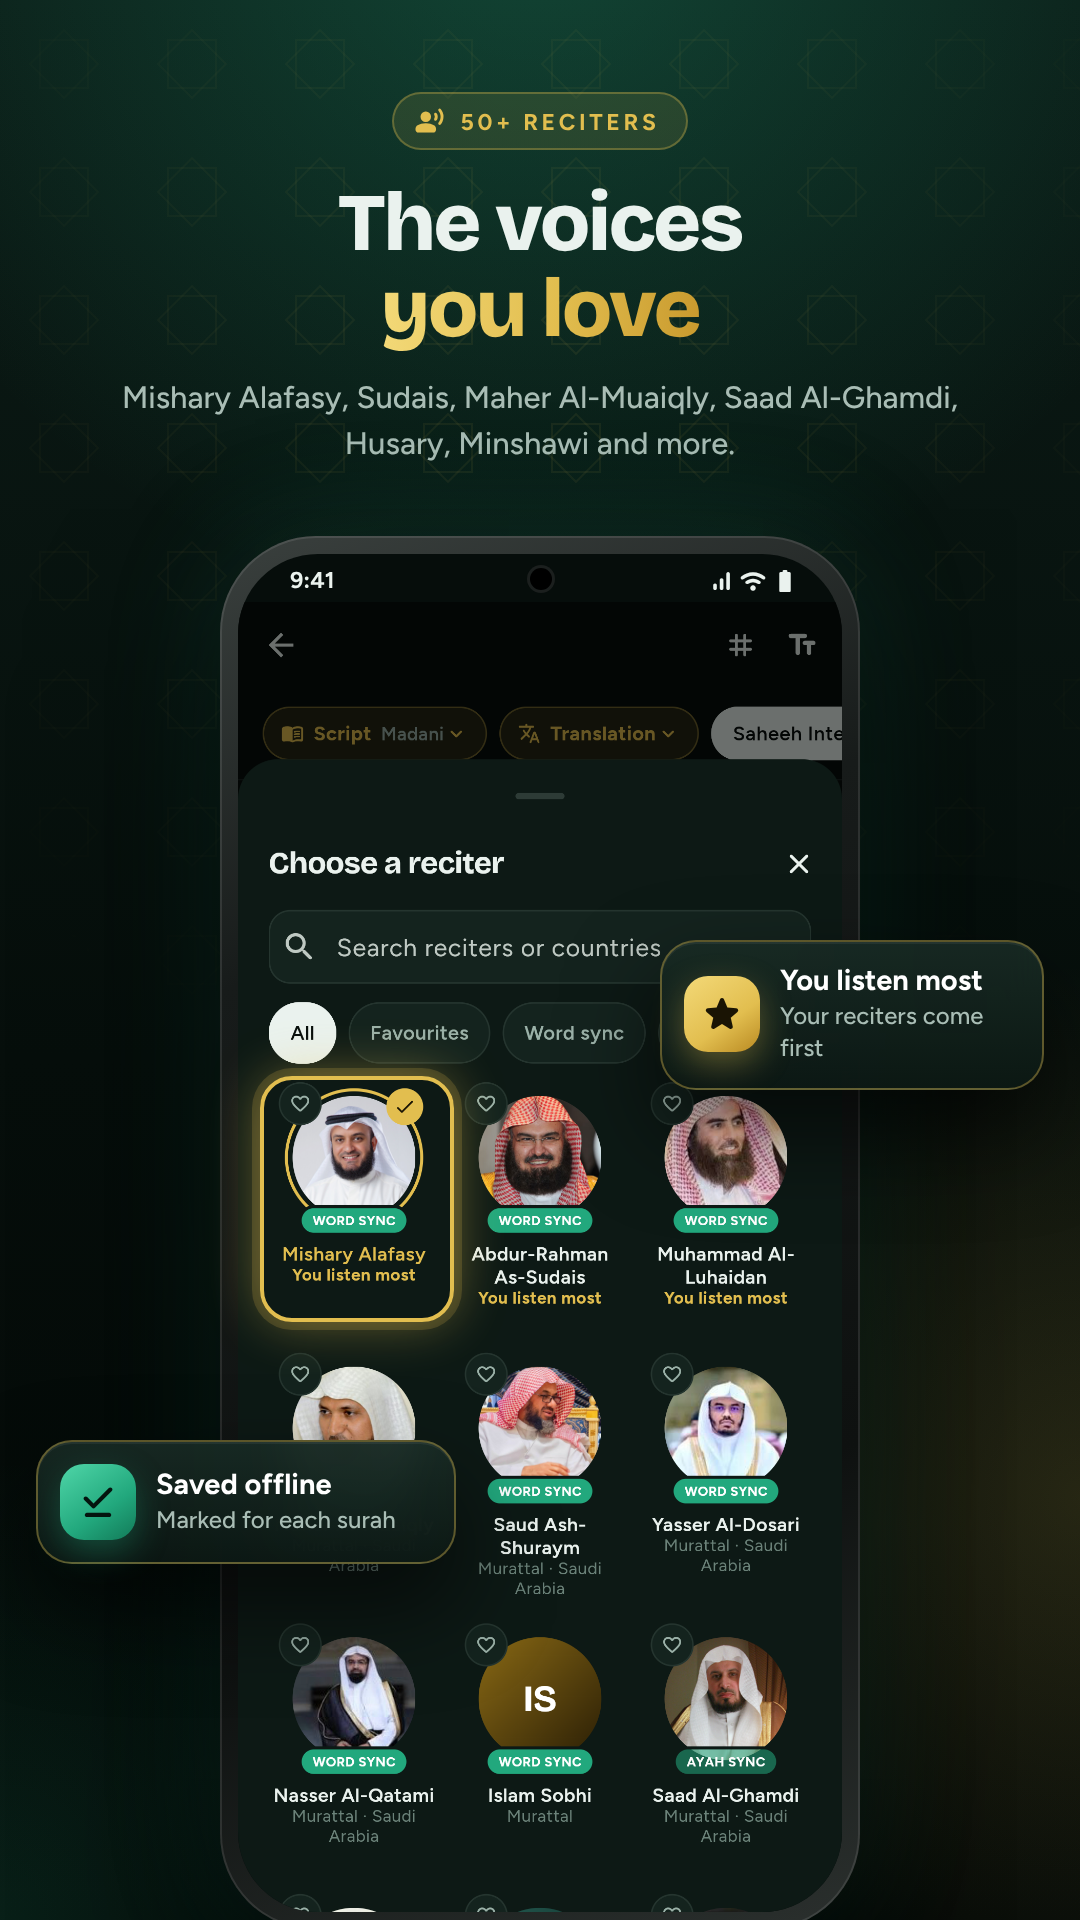 50+ RECITERS
The voices
you love
Mishary Alafasy, Sudais, Maher Al-Muaiqly, Saad Al-Ghamdi,
Husary, Minshawi and more.
9:41
Script Madani
Translation
Saheeh Inte
Choose a reciter
Search reciters or countries
You listen most
Your reciters come
first
All
Favourites
Word sync
WORD SYNC
WORD SYNC
WORD SYNC
Mishary Alafasy
You listen most
Abdur-Rahman
As-Sudais
You listen most
Muhammad Al-
Luhaidan
You listen most
Saved offline
Marked for each surah
Arabia
WORD SYNC
WORD SYNC
Saud Ash-
Shuraym
Murattal · Saudi
Arabia
Yasser Al-Dosari
Murattal · Saudi
Arabia
WORD SYNC
IS
WORD SYNC
AYAH SYNC
Nasser Al-Qatami
Murattal · Saudi
Arabia
Islam Sobhi
Murattal
Saad Al-Ghamdi
Murattal · Saudi
Arabia